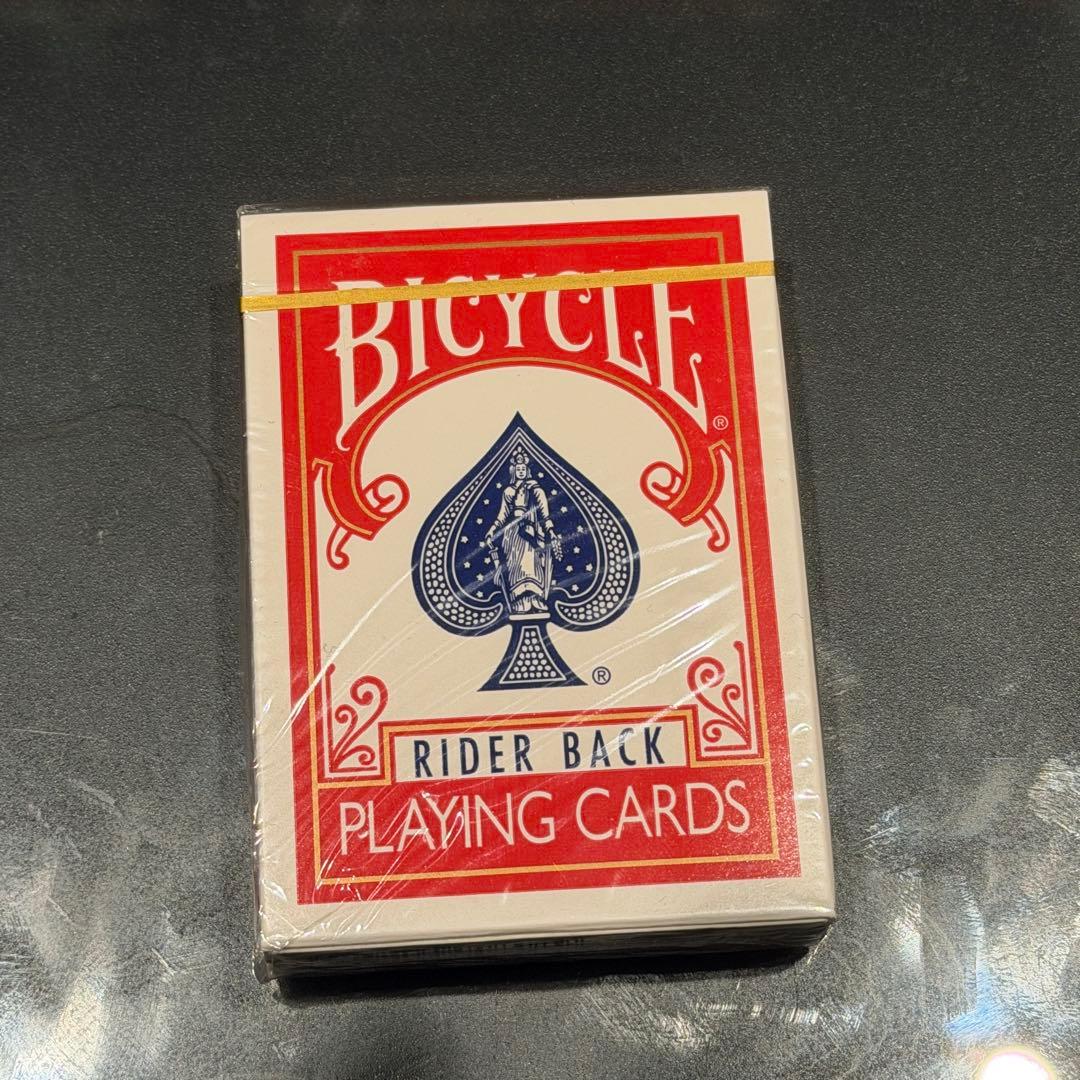 BICYCLE®
®
RIDER BACK
PLAYING CARDS